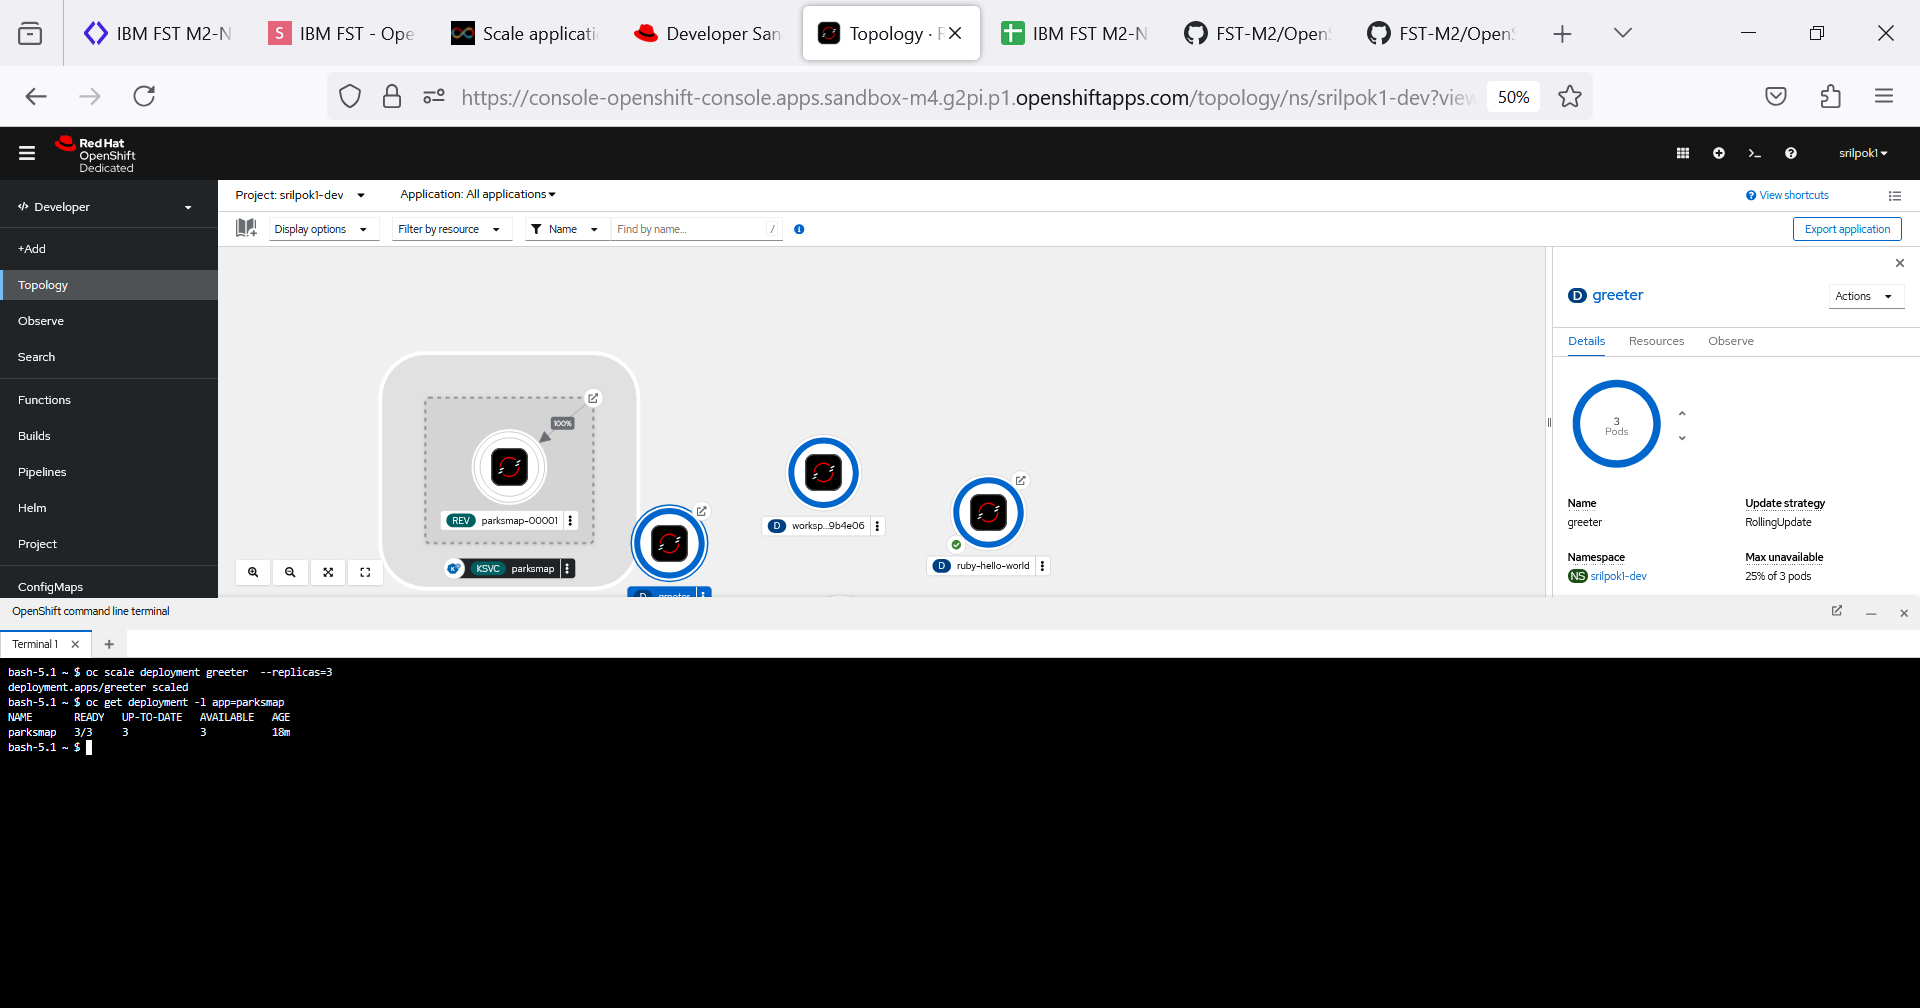 IBM FST M2-N
IBM FST - Ope
Scale applicati
Developer San
Topology · R
IBM FST M2-N
FST-M2/OpenS
FST-M2/OpenS
https://console-openshift-console.apps.sandbox-m4.g2pi.p1.openshiftapps.com/topology/ns/srilpok1-dev?view
50%
Red Hat
OpenShift
Dedicated
srilpok1
Developer
+Add
Topology
Observe
Search
Functions
Builds
Pipelines
Helm
Project
ConfigMaps
Project: srilpok1-dev
Application: All applications
View shortcuts
Display options
Filter by resource
Name
Find by name...
/
Export application
100%
REV parksmap-00001
KSVC parksmap
D greeter
D worksp...9b4e06
D ruby-hello-world
D greeter
Actions
Details
Resources
Observe
3
Pods
Name
greeter
Update strategy
RollingUpdate
Namespace
NS srilpok1-dev
Max unavailable
25% of 3 pods
OpenShift command line terminal
Terminal 1
bash-5.1 ~ $ oc scale deployment greeter  --replicas=3
deployment.apps/greeter scaled
bash-5.1 ~ $ oc get deployment -l app=parksmap
NAME READY UP-TO-DATE AVAILABLE AGE
parksmap 3/3 3 3 18m
bash-5.1 ~ $